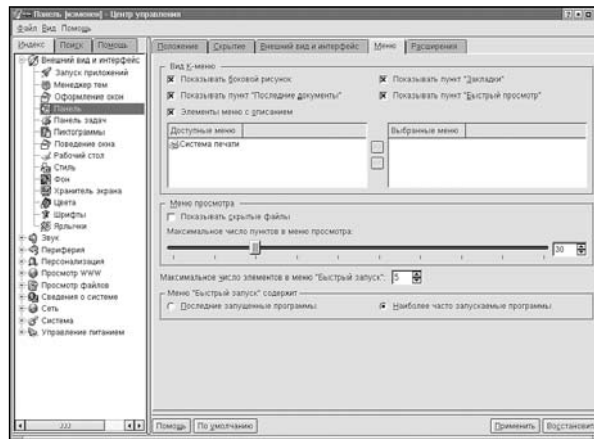 Панель [изменен] - Центр управления
Файл Вид Помощь
Индекс Поиск Помощь
Внешний вид и интерфейс
Запуск приложений
Менеджер тем
Оформление окон
Панель
Панель задач
Пиктограммы
Поведение окна
Рабочий стол
Стиль
Фон
Хранитель экрана
Цвета
Шрифты
Ярлычки
Звук
Периферия
Персонализация
Просмотр WWW
Просмотр файлов
Сведения о системе
Сеть
Система
Управление питанием
Положение Скрытие Внешний вид и интерфейс Меню Расширения
Вид K-меню
Показывать боковой рисунок Показывать пункт "Закладки"
Показывать пункт "Последние документы" Показывать пункт "Быстрый просмотр"
Элементы меню с описанием
Доступные меню Выбранные меню
Система печати
Меню просмотра
Показывать скрытые файлы
Максимальное число пунктов в меню просмотра:
30
Максимальное число элементов в меню "Быстрый запуск": 5
Меню "Быстрый запуск" содержит
Последние запущенные программы Наиболее часто запускаемые программы
Помощь По умолчанию Применить Восстановит